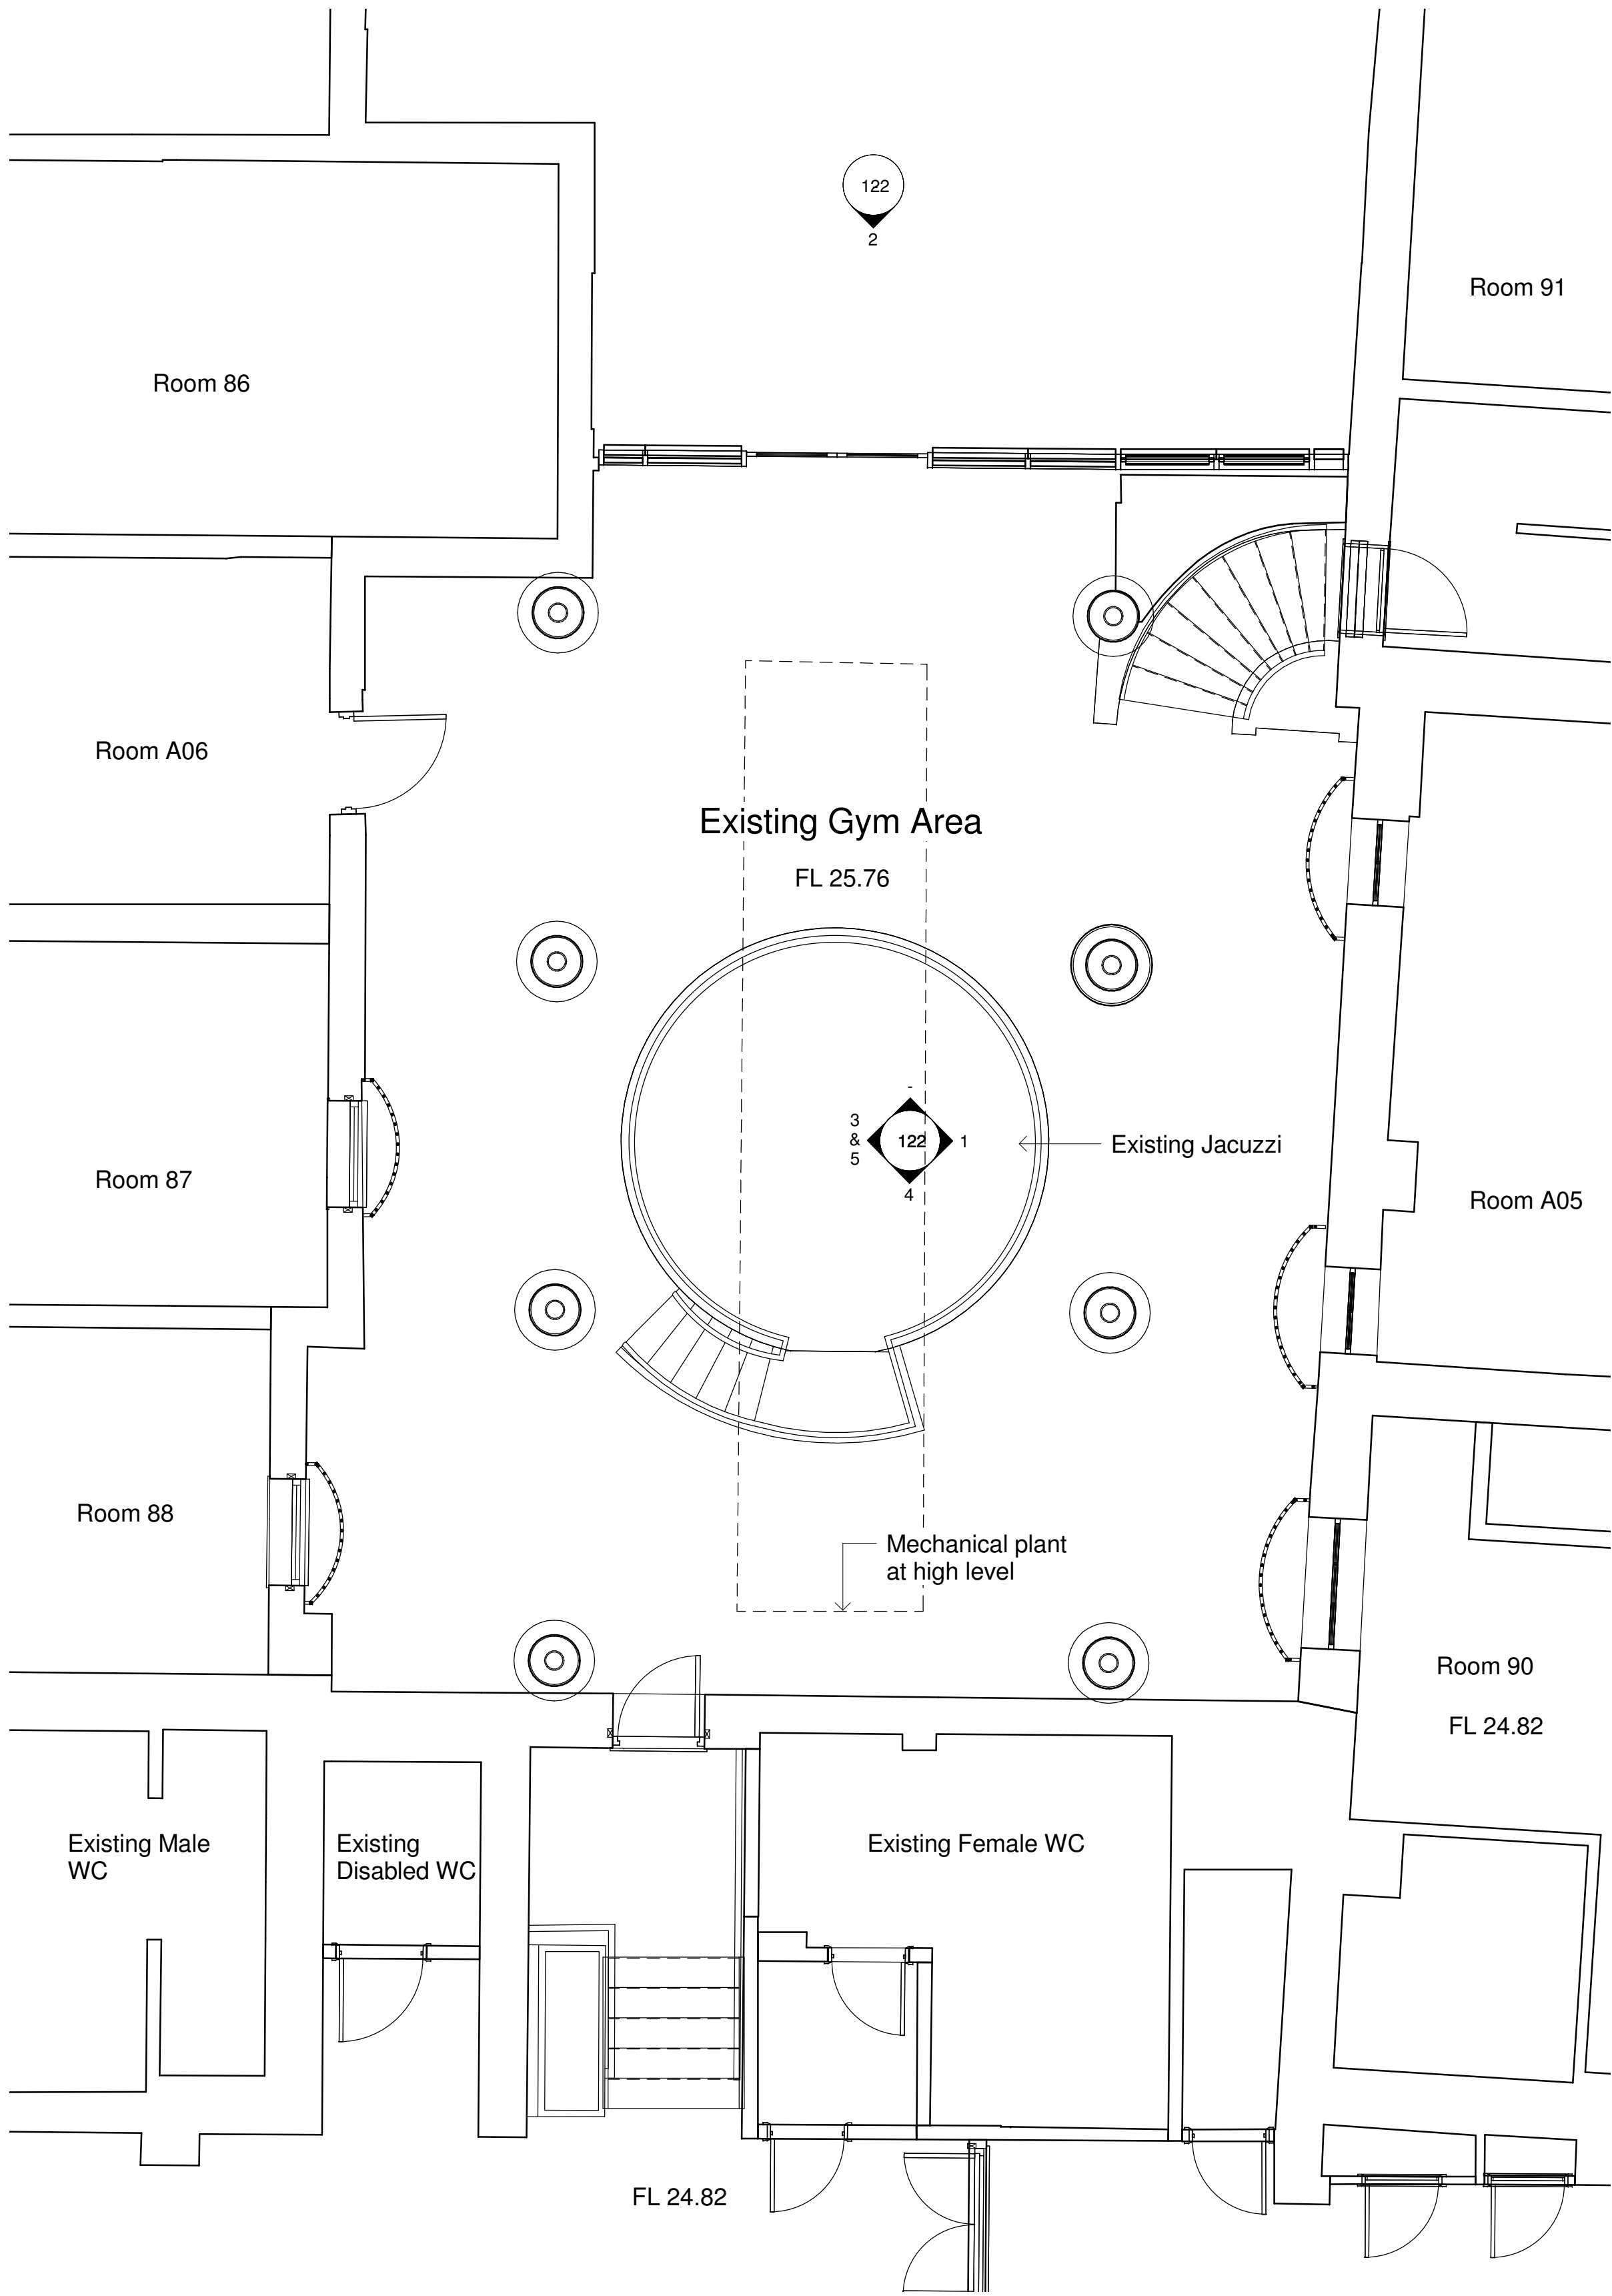 122
2
Room 91
Room 86
Room A06
Existing Gym Area
FL 25.76
-
3
&
5
122
1
4
Existing Jacuzzi
Room 87
Room A05
Room 88
Mechanical plant
at high level
Room 90
FL 24.82
Existing Male
WC
Existing
Disabled WC
Existing Female WC
FL 24.82